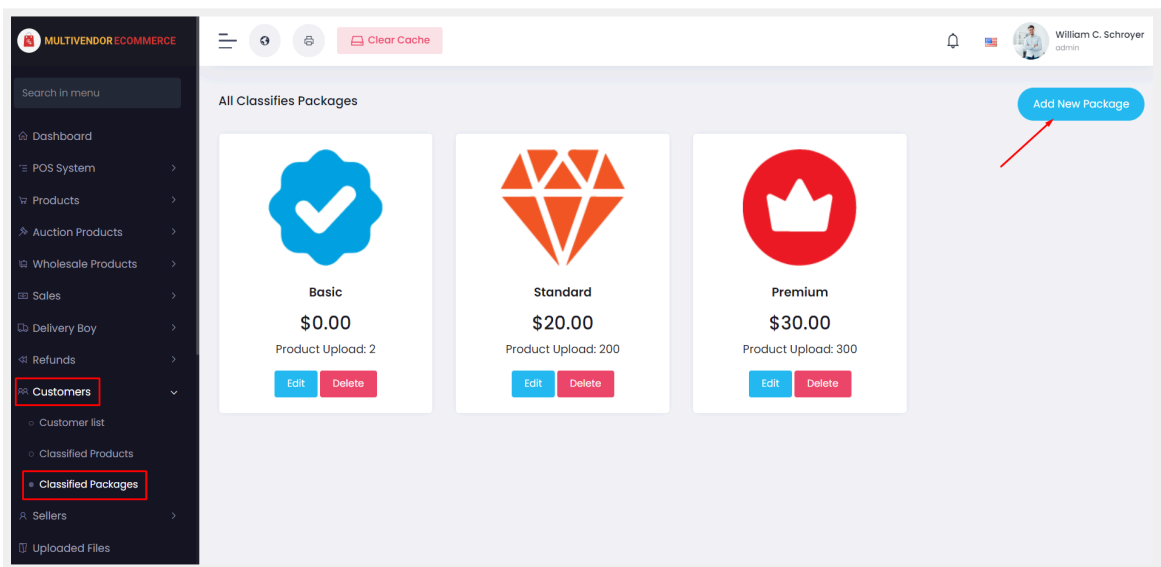 MULTIVENDOR ECOMMERCE
Clear Cache
William C. Schroyer
admin
Search in menu
Dashboard
POS System
Products
Auction Products
Wholesale Products
Sales
Delivery Boy
Refunds
Customers
Customer list
Classified Products
Classified Packages
Sellers
Uploaded Files
All Classifies Packages
Add New Package
Basic
$0.00
Product Upload: 2
Edit Delete
Standard
$20.00
Product Upload: 200
Edit Delete
Premium
$30.00
Product Upload: 300
Edit Delete